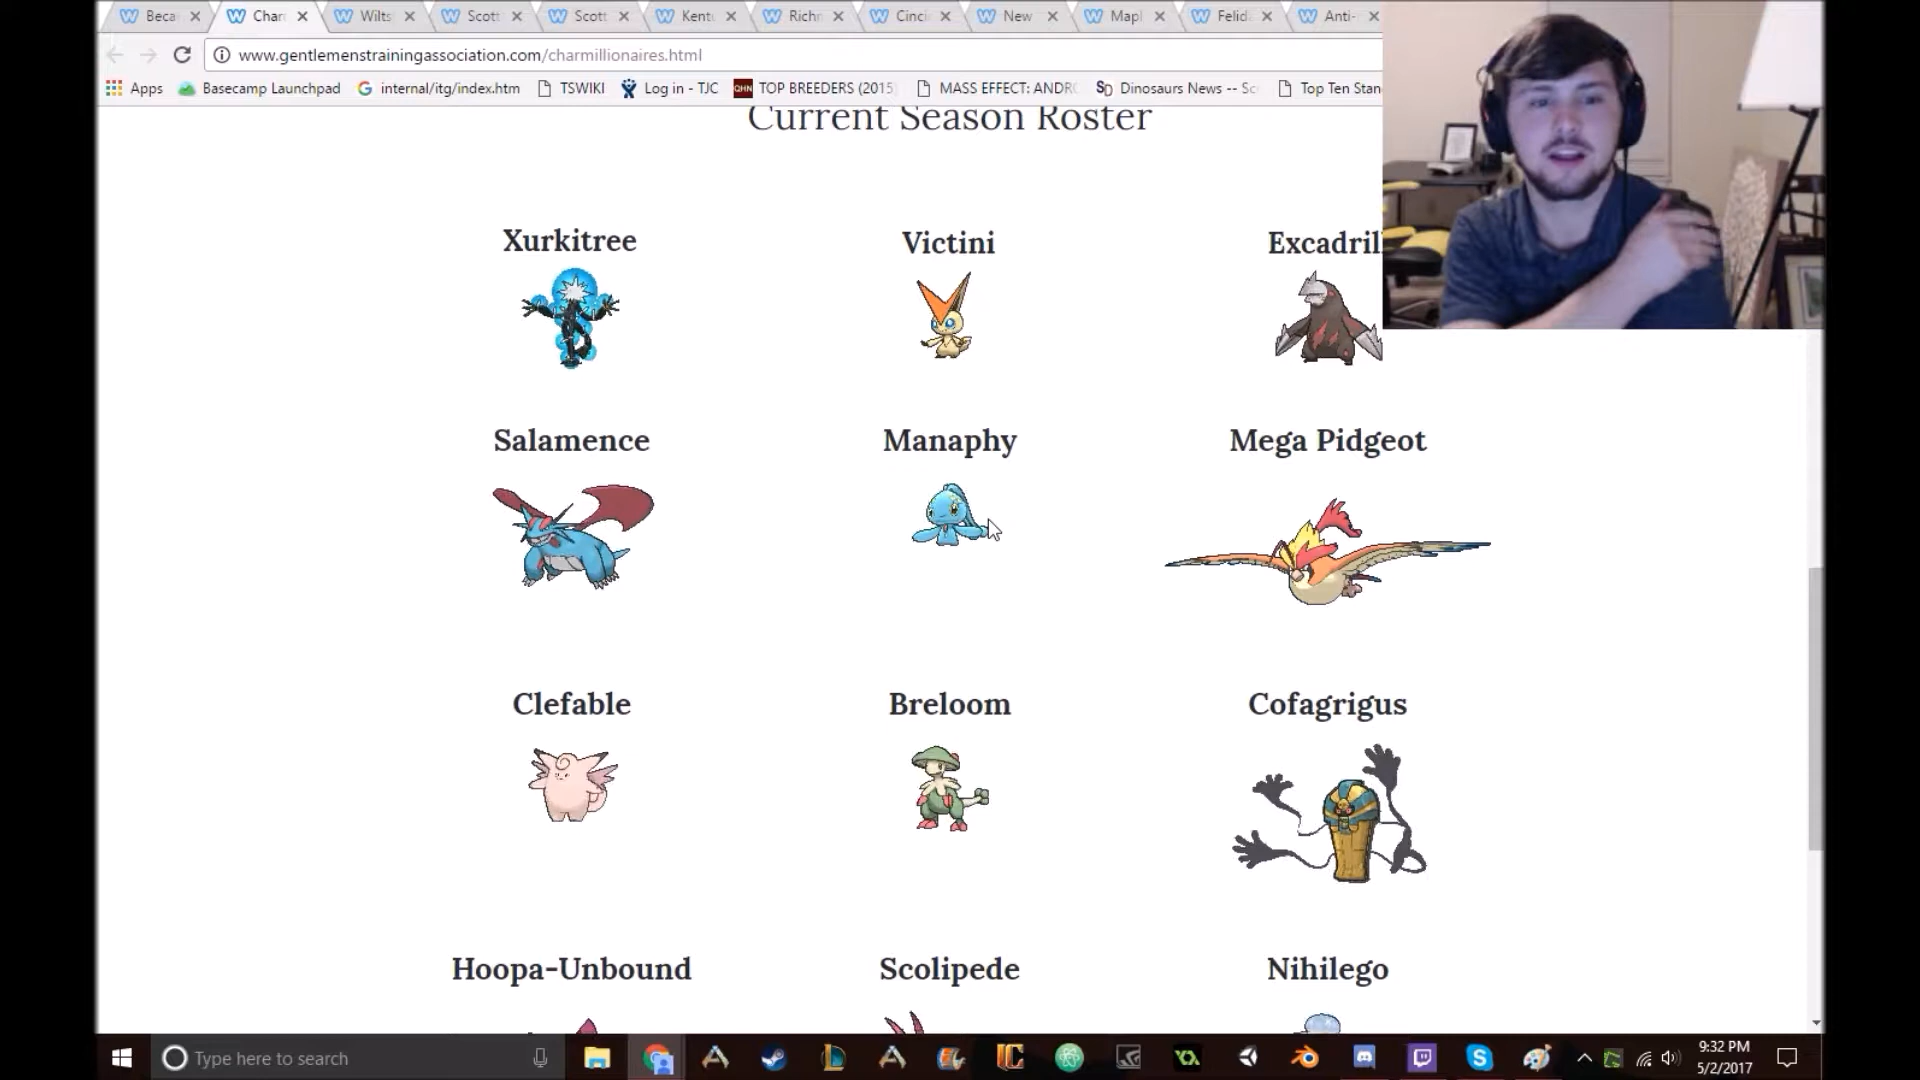 Beca
Char
Wilts
Scott
Scott
Kentu
Richm
Cinci
New
Mapl
Felid
Anti-
www.gentlemenstrainingassociation.com/charmillionaires.html
Apps
Basecamp Launchpad
internal/itg/index.htm
TSWIKI
Log in - TJC
QHN
TOP BREEDERS (2015
MASS EFFECT: ANDR
Dinosaurs News -- Sc
Top Ten Stan
Current Season Roster
Xurkitree
Victini
Excadril
Salamence
Manaphy
Mega Pidgeot
Clefable
Breloom
Cofagrigus
Hoopa-Unbound
Scolipede
Nihilego
Type here to search
9:32 PM
5/2/2017